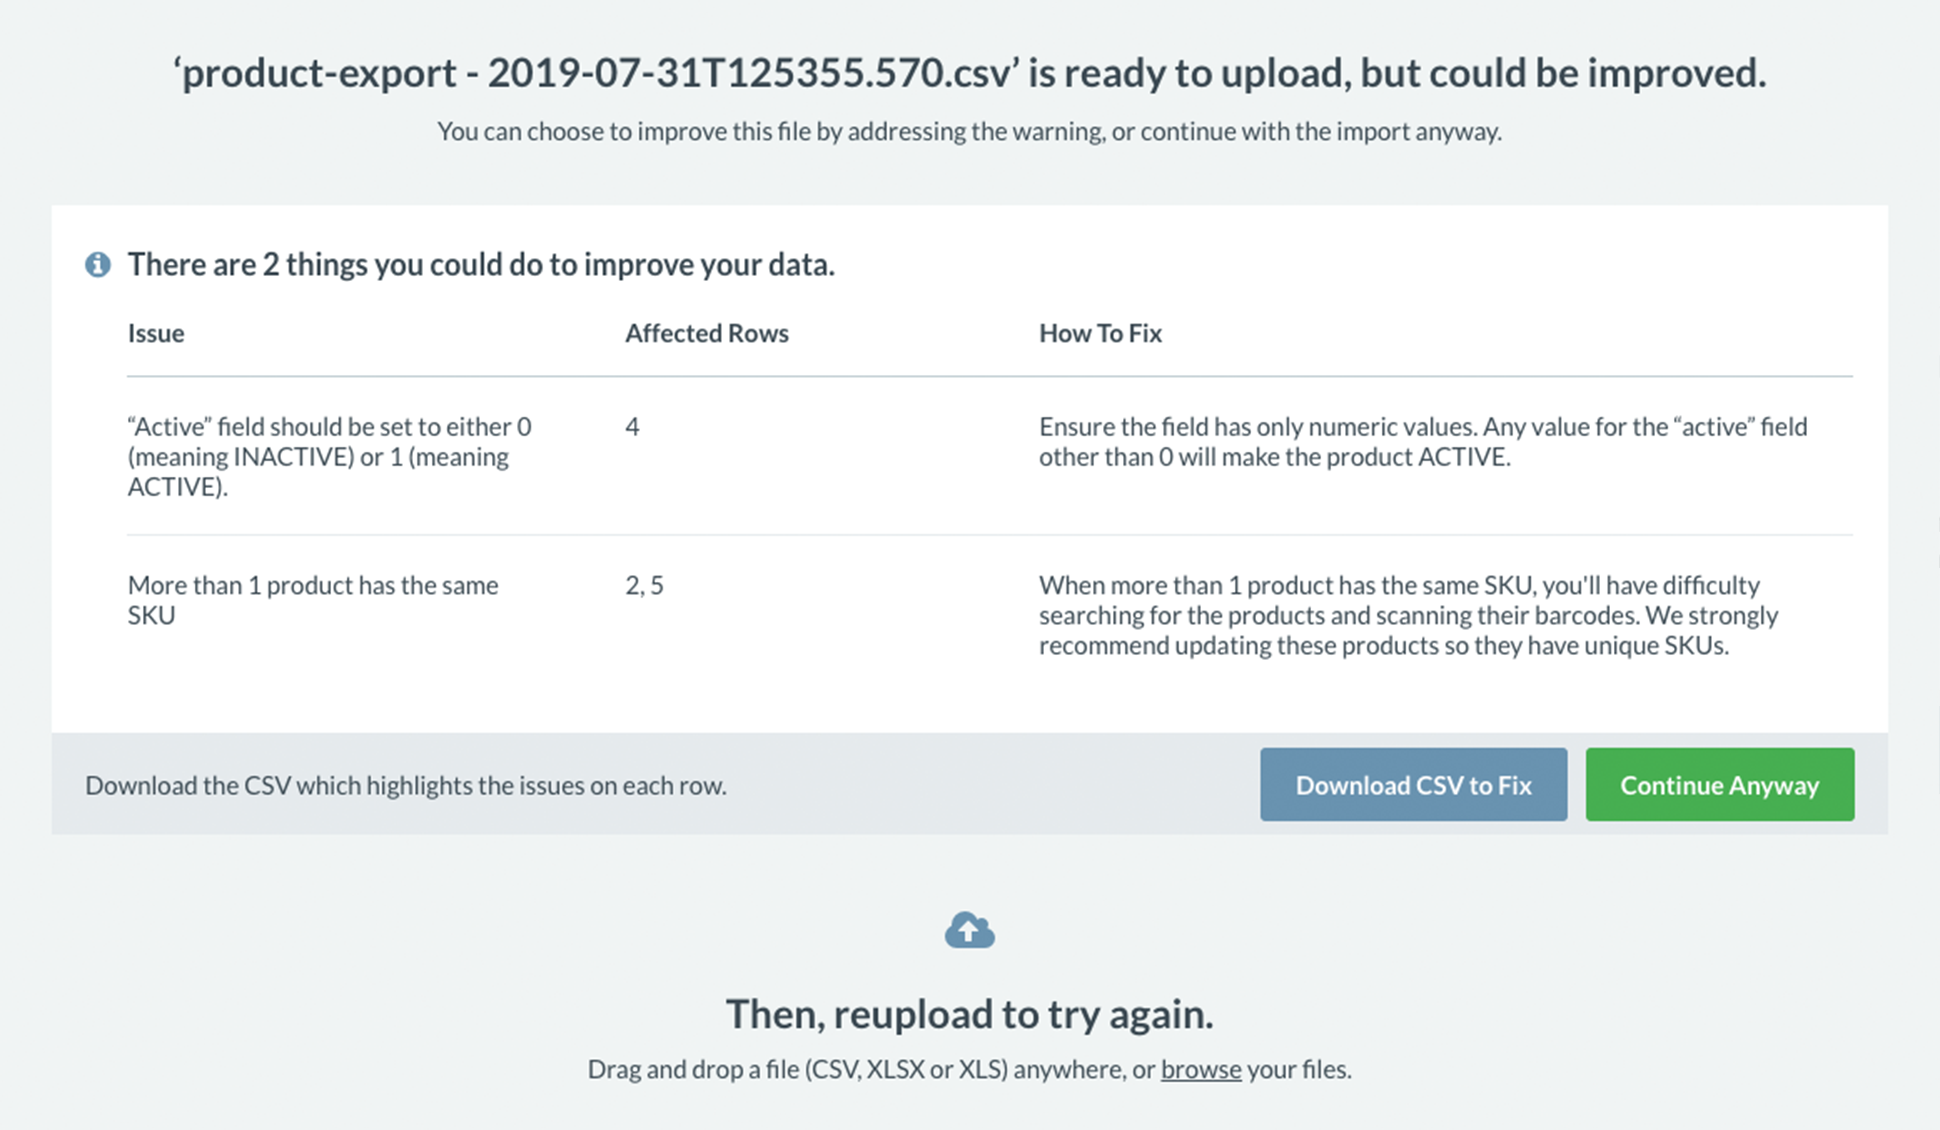 ‘product-export - 2019-07-31T125355.570.csv’ is ready to upload, but could be improved.
You can choose to improve this file by addressing the warning, or continue with the import anyway.
There are 2 things you could do to improve your data.
Issue
Affected Rows
How To Fix
“Active” field should be set to either 0
(meaning INACTIVE) or 1 (meaning
ACTIVE).
4
Ensure the field has only numeric values. Any value for the “active” field
other than 0 will make the product ACTIVE.
More than 1 product has the same
SKU
2, 5
When more than 1 product has the same SKU, you'll have difficulty
searching for the products and scanning their barcodes. We strongly
recommend updating these products so they have unique SKUs.
Download the CSV which highlights the issues on each row.
Download CSV to Fix
Continue Anyway
Then, reupload to try again.
Drag and drop a file (CSV, XLSX or XLS) anywhere, or browse your files.